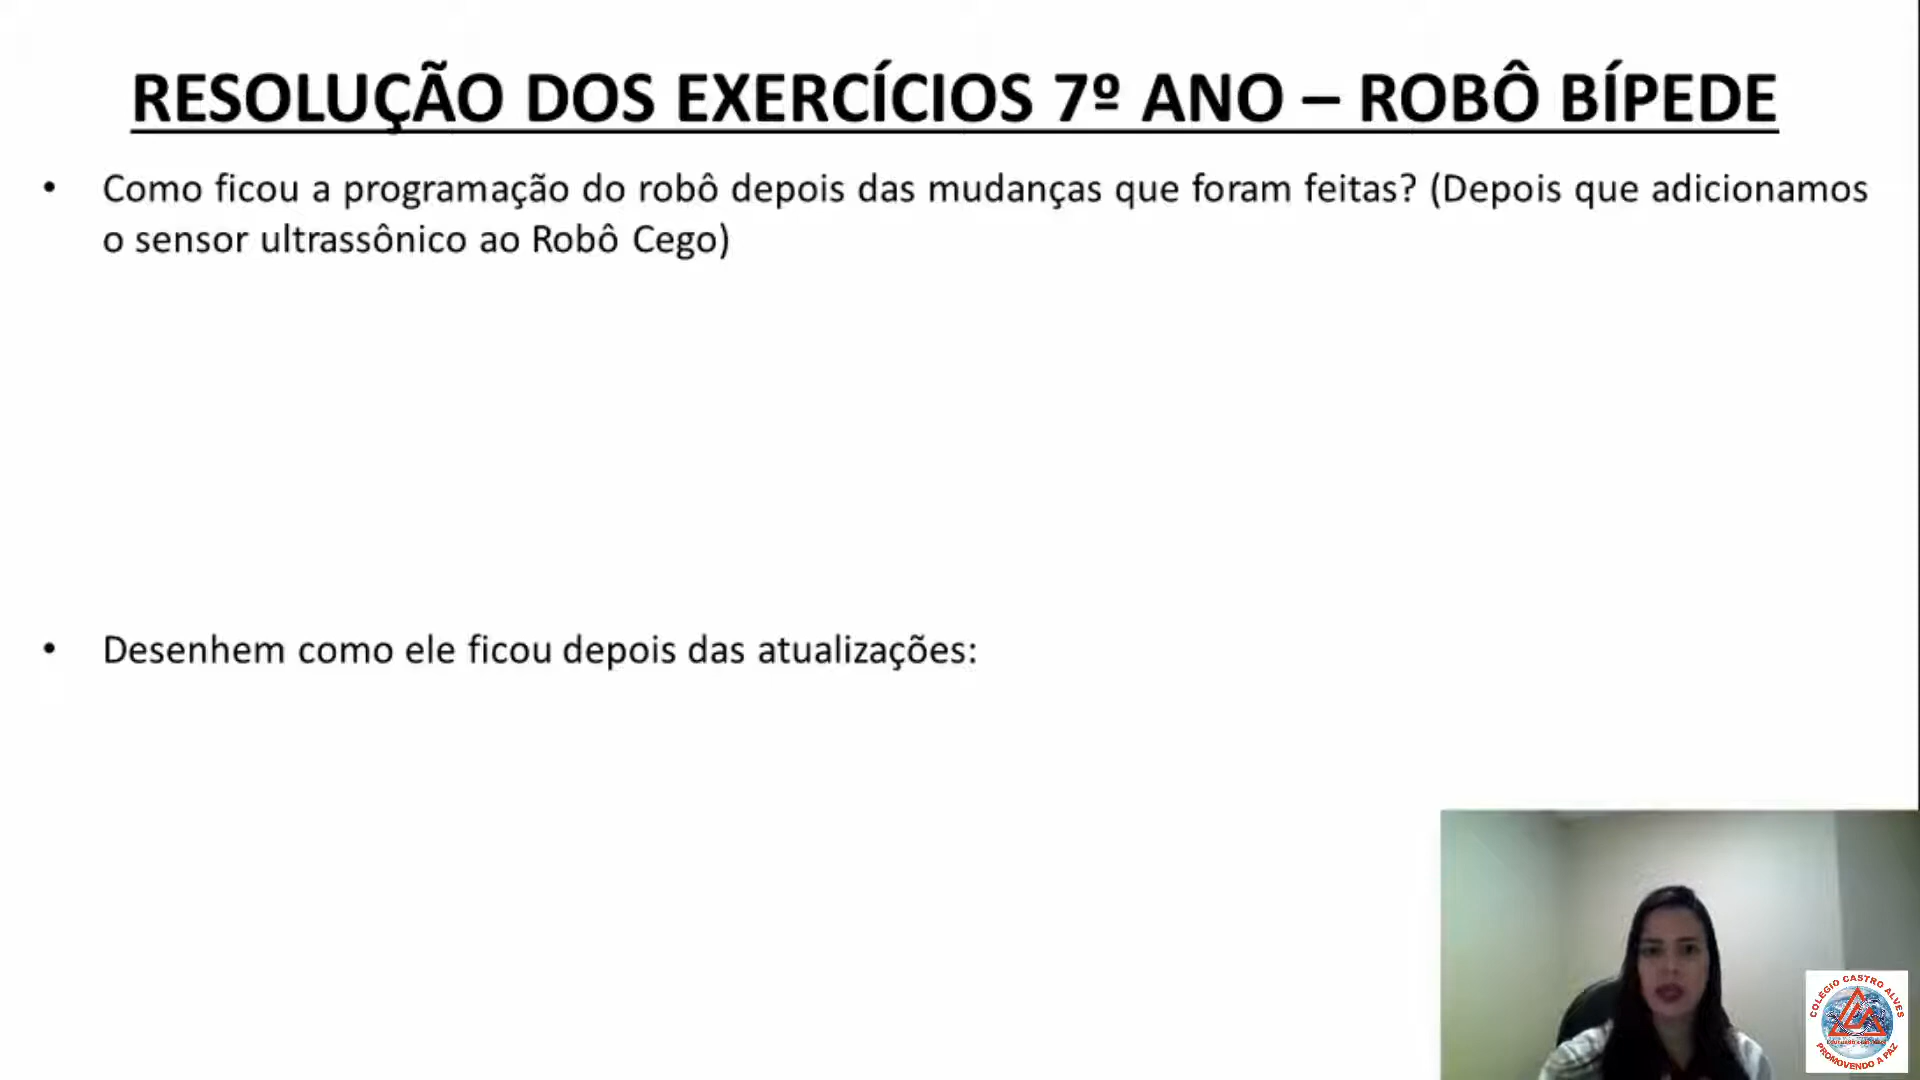 RESOLUÇÃO DOS EXERCÍCIOS 7º ANO – ROBÔ BÍPEDE
• Como ficou a programação do robô depois das mudanças que foram feitas? (Depois que adicionamos
o sensor ultrassônico ao Robô Cego)
• Desenhem como ele ficou depois das atualizações:
COLÉGIO CASTRO ALVES
PROMOVENDO A PAZ